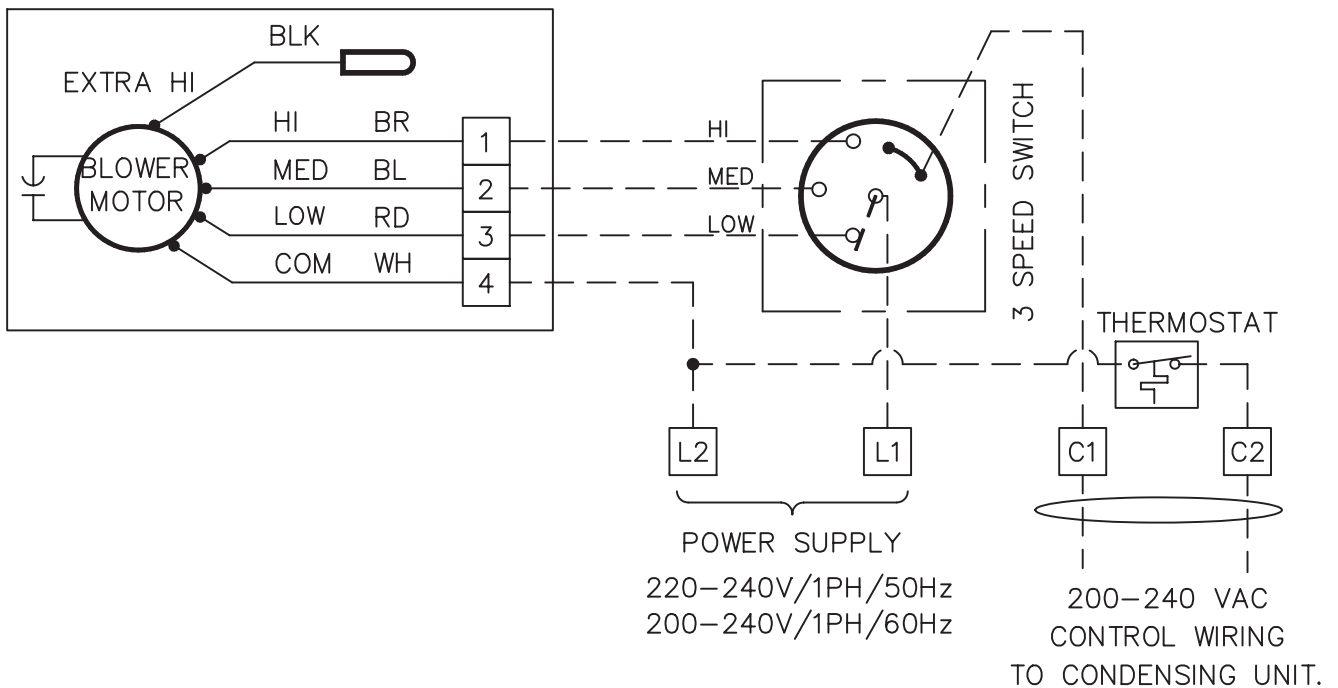 BLK
EXTRA HI
HI BR
1
HI
BLOWER
MOTOR
MED BL
2
MED
LOW RD
3
LOW
COM WH
4
3 SPEED SWITCH
THERMOSTAT
L2
L1
C1
C2
POWER SUPPLY
220-240V/1PH/50Hz
200-240V/1PH/60Hz
200-240 VAC
CONTROL WIRING
TO CONDENSING UNIT.